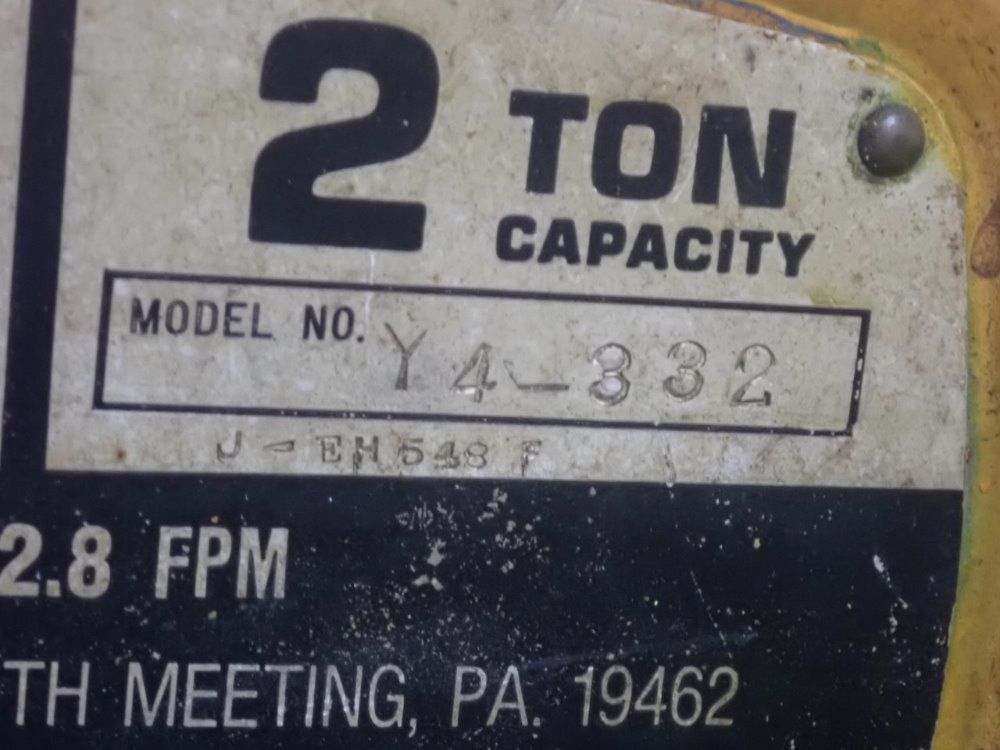 2 TON
CAPACITY
MODEL NO. Y4-332
J-EH548 F
2.8 FPM
TH MEETING, PA. 19462